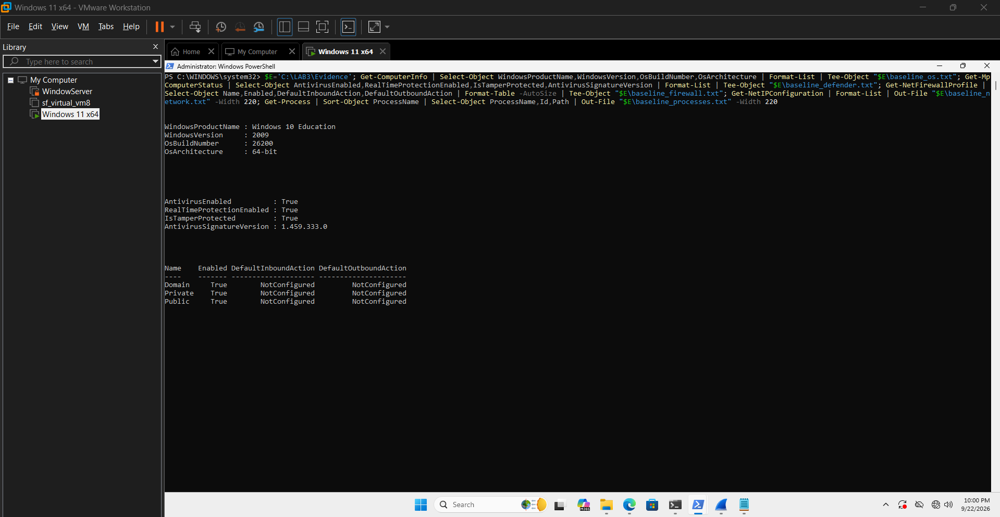 Windows 11 x64 - VMware Workstation
File Edit View VM Tabs Help
Library
Type here to search
My Computer
WindowServer
sf_virtual_vm8
Windows 11 x64
Home My Computer Windows 11 x64
Administrator: Windows PowerShell
PS C:\WINDOWS\system32> $E='C:\LAB3\Evidence'; Get-ComputerInfo | Select-Object WindowsProductName,WindowsVersion,OsBuildNumber,OsArchitecture | Format-List | Tee-Object "$E\baseline_os.txt"; Get-Mp
ComputerStatus | Select-Object AntivirusEnabled,RealTimeProtectionEnabled,IsTamperProtected,AntivirusSignatureVersion | Format-List | Tee-Object "$E\baseline_defender.txt"; Get-NetFirewallProfile |
Select-Object Name,Enabled,DefaultInboundAction,DefaultOutboundAction | Format-Table -AutoSize | Tee-Object "$E\baseline_firewall.txt"; Get-NetIPConfiguration | Format-List | Out-File "$E\baseline_n
etwork.txt" -Width 220; Get-Process | Sort-Object ProcessName | Select-Object ProcessName,Id,Path | Out-File "$E\baseline_processes.txt" -Width 220
WindowsProductName : Windows 10 Education
WindowsVersion : 2009
OsBuildNumber : 26200
OsArchitecture : 64-bit
AntivirusEnabled : True
RealTimeProtectionEnabled : True
IsTamperProtected : True
AntivirusSignatureVersion : 1.459.333.0
Name Enabled DefaultInboundAction DefaultOutboundAction
---- ------- -------------------- ---------------------
Domain True NotConfigured NotConfigured
Private True NotConfigured NotConfigured
Public True NotConfigured NotConfigured
Search
M365
10:00 PM
9/22/2026